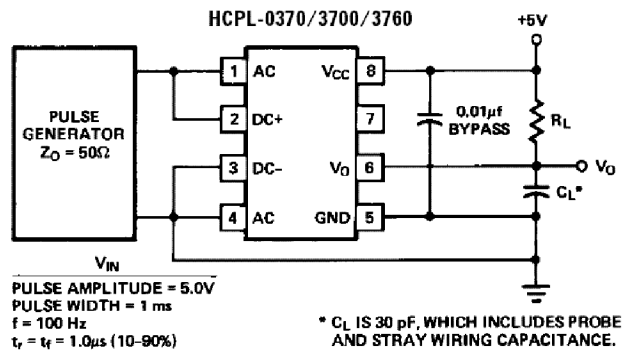 HCPL-0370/3700/3760
+5V
PULSE
GENERATOR
Z₀ = 50Ω
1 AC
2 DC+
3 DC–
4 AC
V_CC 8
7
V_O 6
GND 5
0.01μf
BYPASS
R_L
V_O
C_L*
V_IN
PULSE AMPLITUDE = 5.0V
PULSE WIDTH = 1 ms
f = 100 Hz
t_r = t_f = 1.0μs (10-90%)
* C_L IS 30 pF, WHICH INCLUDES PROBE
AND STRAY WIRING CAPACITANCE.